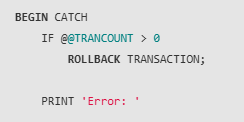 BEGIN CATCH
    IF @@TRANCOUNT > 0
        ROLLBACK TRANSACTION;

    PRINT 'Error: '